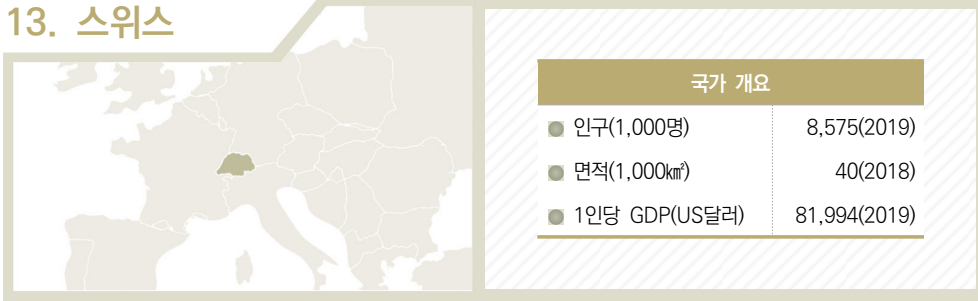 13. 스위스
국가 개요
인구(1,000명) 8,575(2019)
면적(1,000㎢) 40(2018)
1인당 GDP(US달러) 81,994(2019)